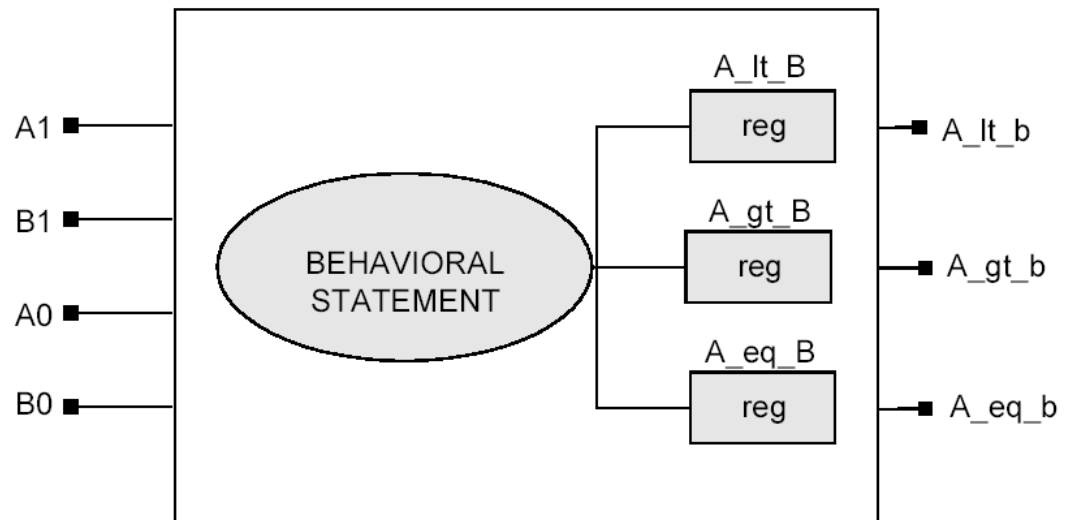 A1
B1
A0
B0
BEHAVIORAL
STATEMENT
A_lt_B
reg
A_gt_B
reg
A_eq_B
reg
A_lt_b
A_gt_b
A_eq_b